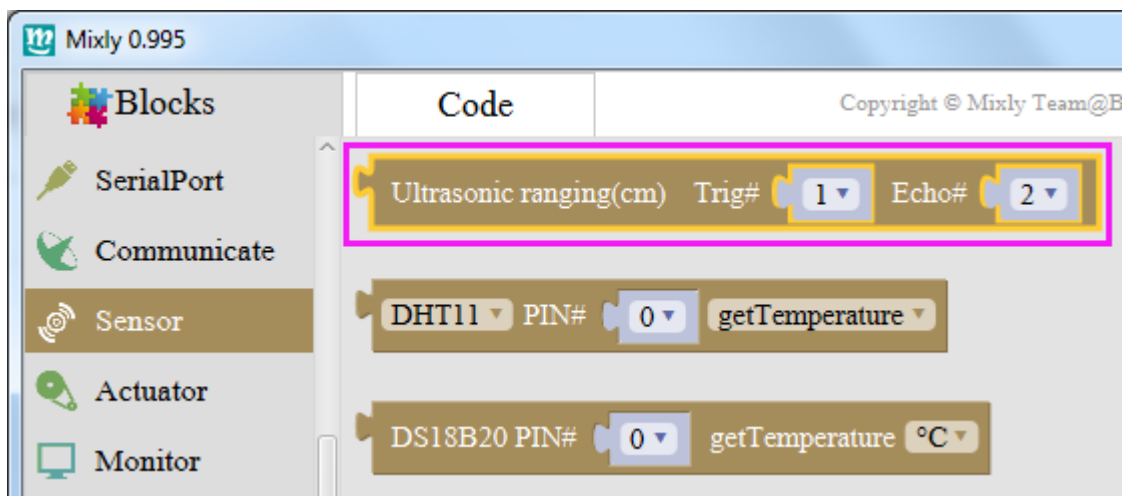 Mixly 0.995
Blocks
Code
Copyright © Mixly Team@B
SerialPort
Communicate
Sensor
Actuator
Monitor
Ultrasonic ranging(cm) Trig# 1 Echo# 2
DHT11 PIN# 0 getTemperature
DS18B20 PIN# 0 getTemperature °C